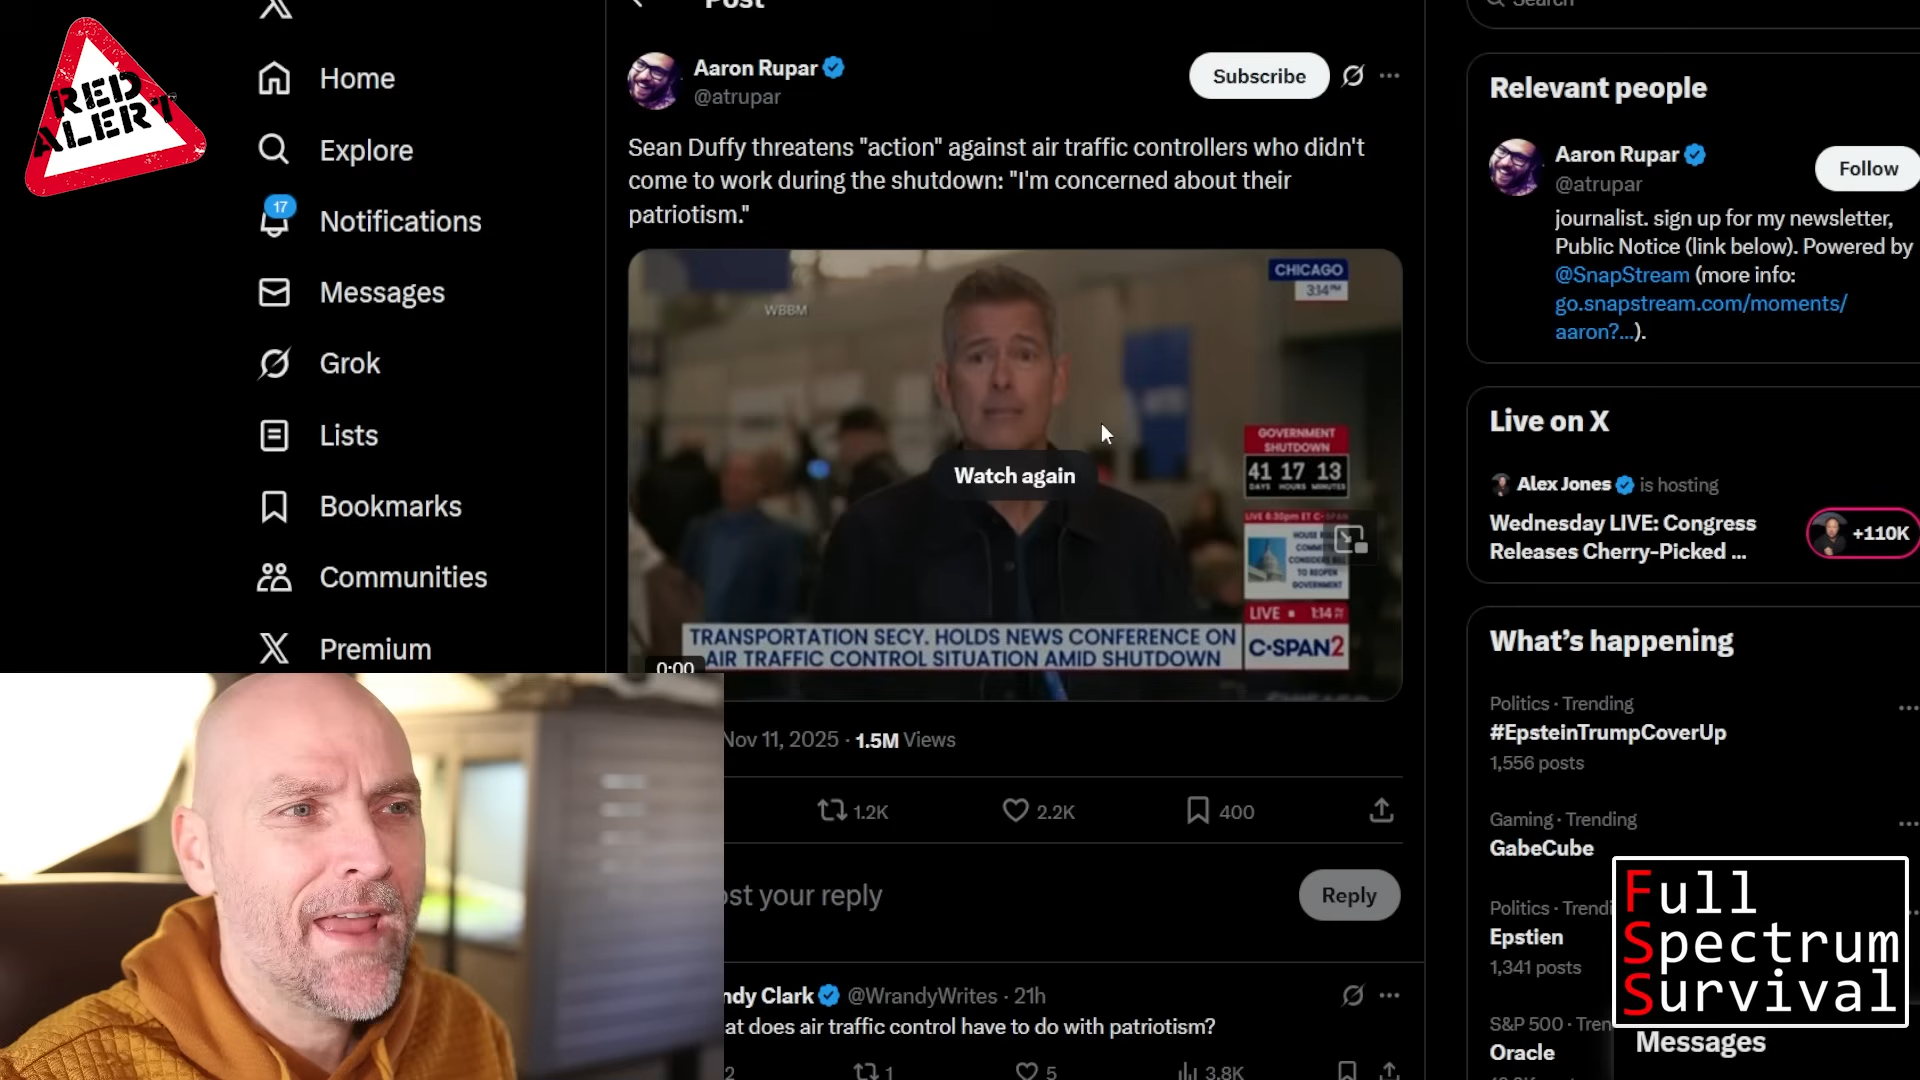 RED
ALERT
Home
Explore
17
Notifications
Messages
Grok
Lists
Bookmarks
Communities
Premium
Post
Aaron Rupar
@atrupar
Subscribe
Sean Duffy threatens "action" against air traffic controllers who didn't
come to work during the shutdown: "I'm concerned about their
patriotism."
WBBM
CHICAGO
3:14PM
Watch again
GOVERNMENT
SHUTDOWN
41 17 13
DAYS HOURS MINUTES
LIVE 6:30pm ET C-SPAN
HOUSE
TO REOPEN
GOVERNMENT
LIVE 1:14
C-SPAN2
TRANSPORTATION SECY. HOLDS NEWS CONFERENCE ON
AIR TRAFFIC CONTROL SITUATION AMID SHUTDOWN
0:00
Nov 11, 2025 · 1.5M Views
1.2K
2.2K
400
ost your reply
Reply
ndy Clark @WrandyWrites · 21h
at does air traffic control have to do with patriotism?
2
1
5
3.8K
Search
Relevant people
Aaron Rupar
@atrupar
Follow
journalist. sign up for my newsletter,
Public Notice (link below). Powered by
@SnapStream (more info:
go.snapstream.com/moments/
aaron?...).
Live on X
Alex Jones is hosting
Wednesday LIVE: Congress
Releases Cherry-Picked ...
+110K
What's happening
Politics · Trending
#EpsteinTrumpCoverUp
1,556 posts
Gaming · Trending
GabeCube
Politics · Trendi
Epstien
1,341 posts
S&P 500 · Tren
Oracle
Full
Spectrum
Survival
Messages